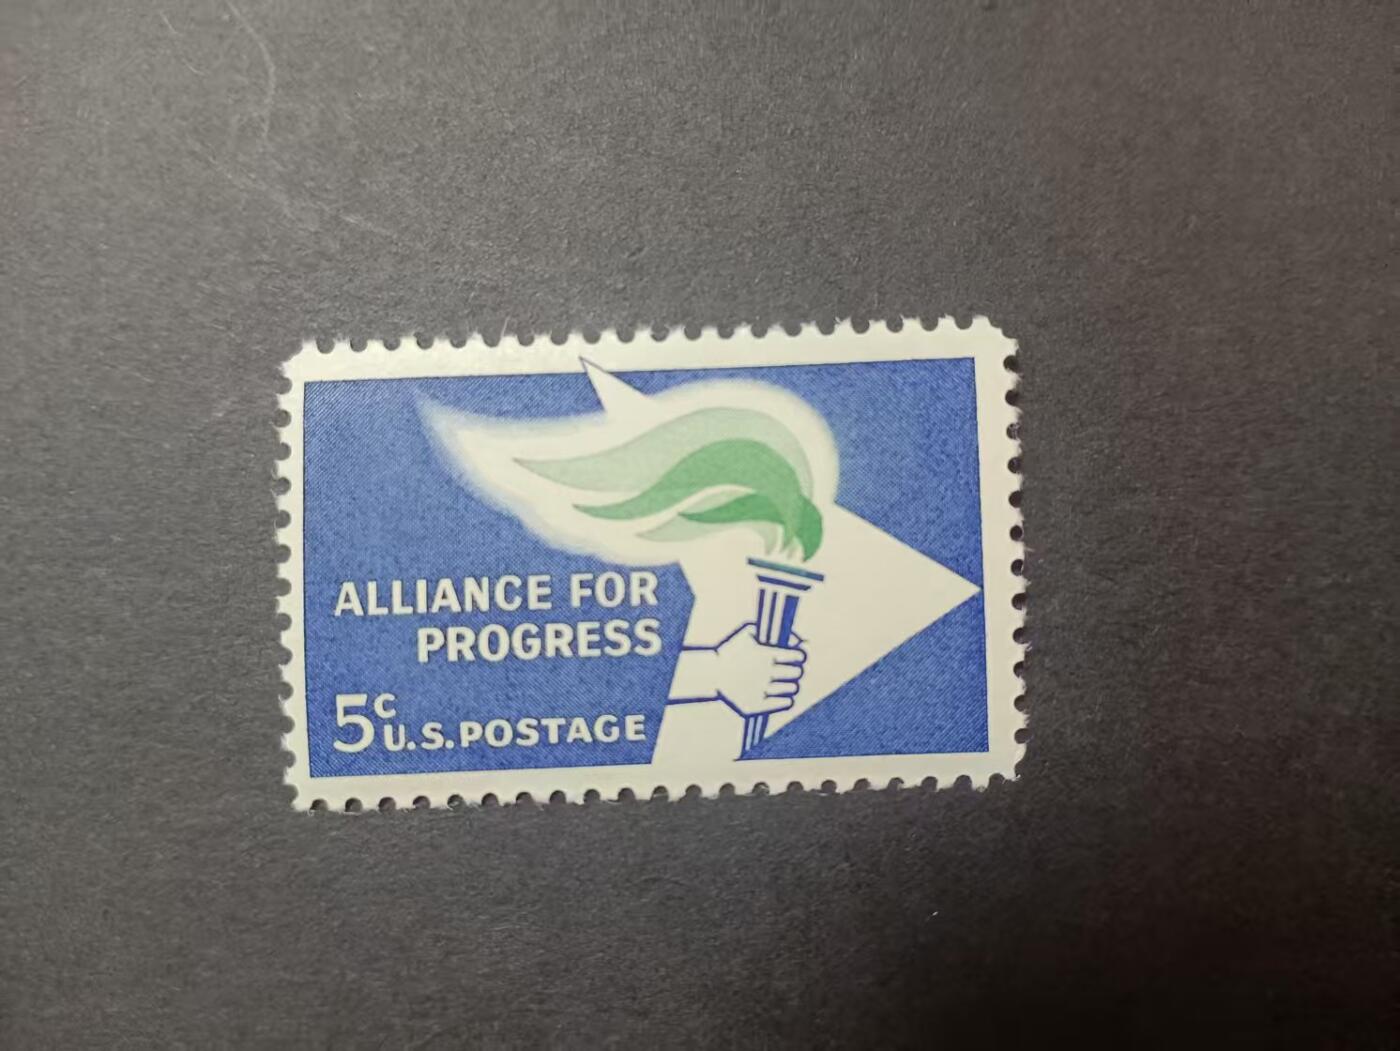 ALLIANCE FOR
PROGRESS
5c U.S. POSTAGE